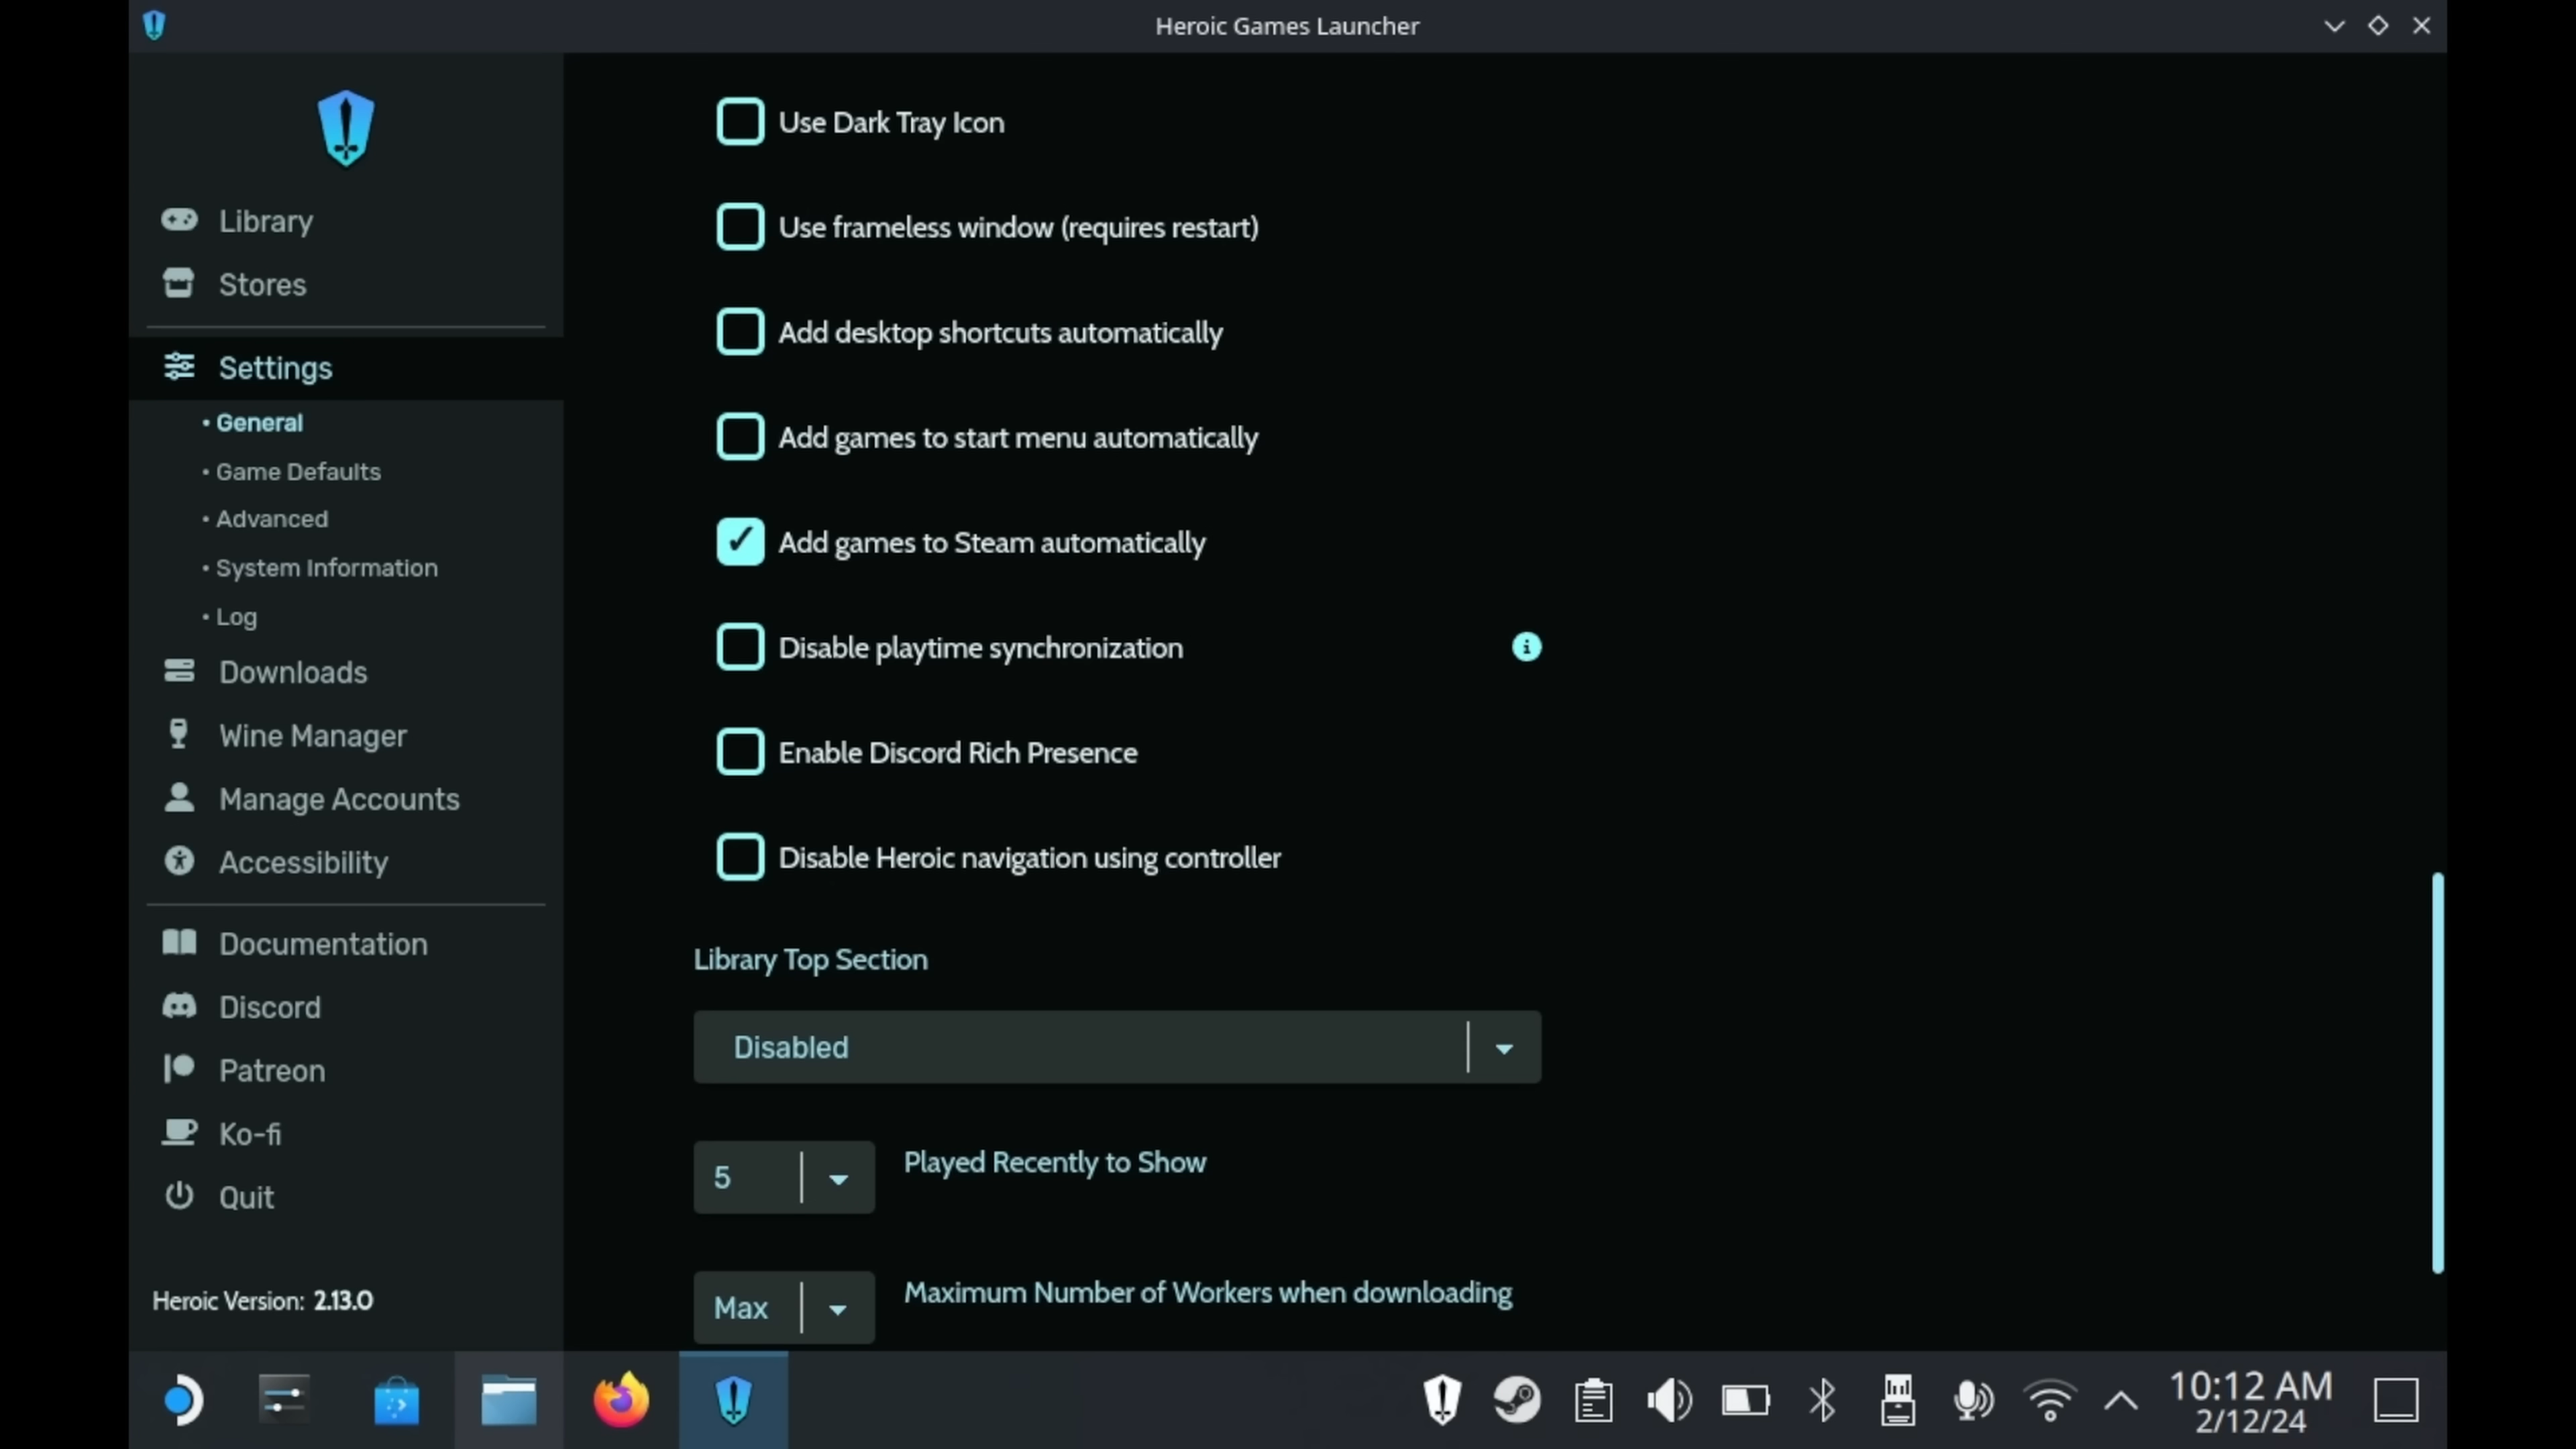 Heroic Games Launcher
Library
Stores
Settings
• General
• Game Defaults
• Advanced
• System Information
• Log
Downloads
Wine Manager
Manage Accounts
Accessibility
Documentation
Discord
Patreon
Ko-fi
Quit
Heroic Version: 2.13.0
Use Dark Tray Icon
Use frameless window (requires restart)
Add desktop shortcuts automatically
Add games to start menu automatically
Add games to Steam automatically
Disable playtime synchronization
Enable Discord Rich Presence
Disable Heroic navigation using controller
Library Top Section
Disabled
5 Played Recently to Show
Max Maximum Number of Workers when downloading
10:12 AM
2/12/24